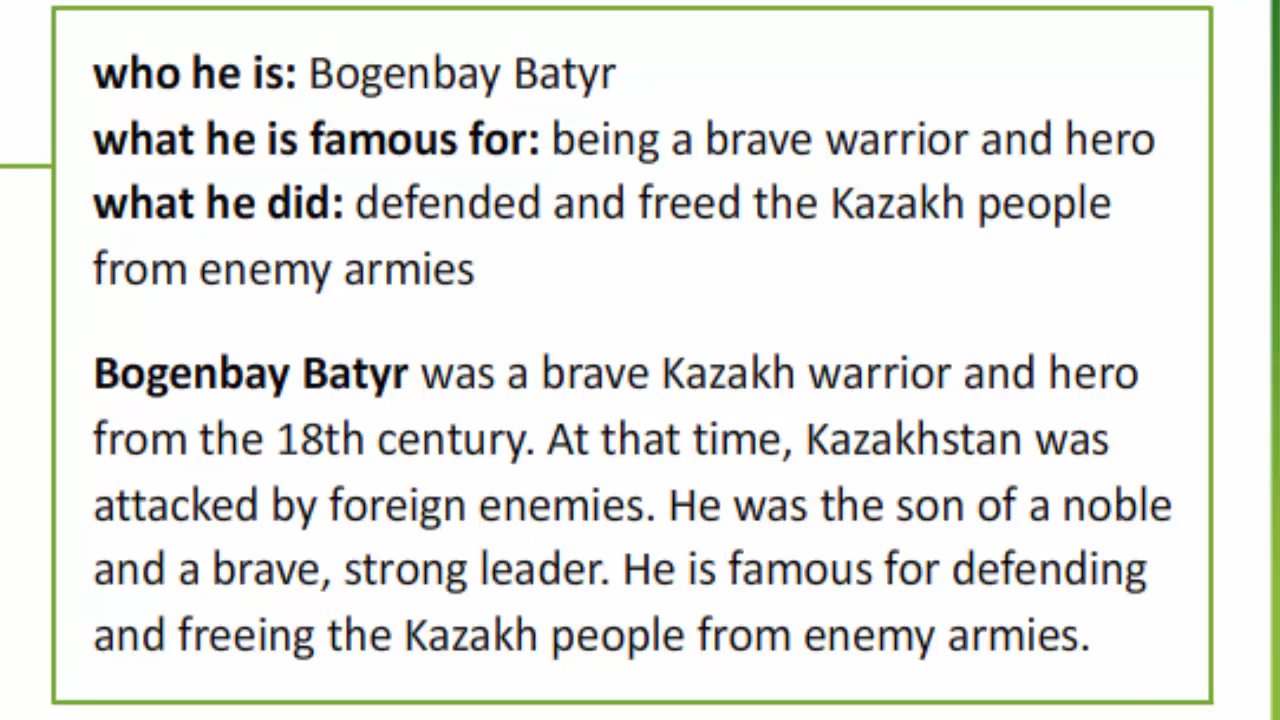 who he is: Bogenbay Batyr
what he is famous for: being a brave warrior and hero
what he did: defended and freed the Kazakh people
from enemy armies
Bogenbay Batyr was a brave Kazakh warrior and hero
from the 18th century. At that time, Kazakhstan was
attacked by foreign enemies. He was the son of a noble
and a brave, strong leader. He is famous for defending
and freeing the Kazakh people from enemy armies.